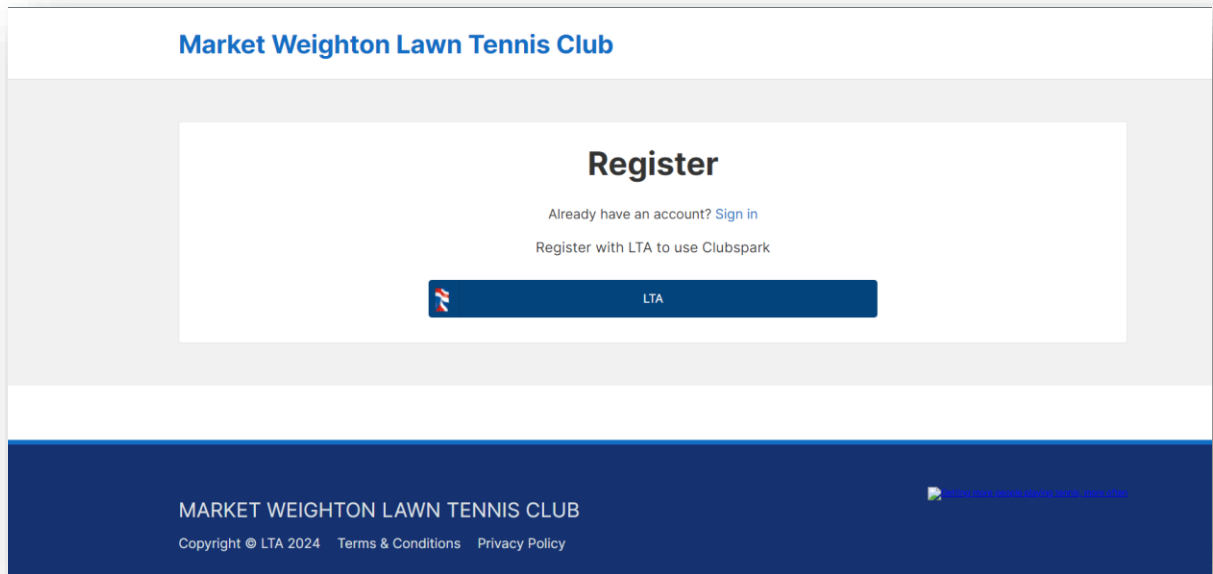 Market Weighton Lawn Tennis Club
Register
Already have an account? Sign in
Register with LTA to use Clubspark
LTA
MARKET WEIGHTON LAWN TENNIS CLUB
Copyright © LTA 2024 Terms & Conditions Privacy Policy